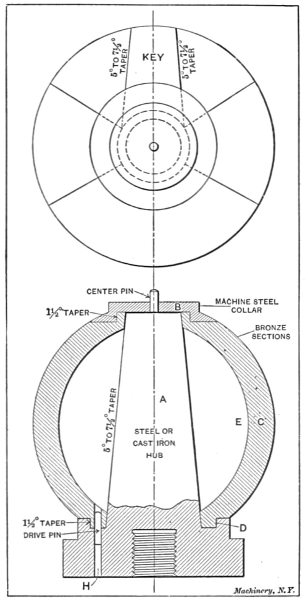 5° TO 7½° TAPER
KEY
5° TO 7½° TAPER
CENTER PIN
B
MACHINE STEEL
COLLAR
1½° TAPER
BRONZE
SECTIONS
A
5° TO 7½° TAPER
STEEL OR
CAST IRON
HUB
E
C
1½° TAPER
D
DRIVE PIN
H
Machinery, N.Y.